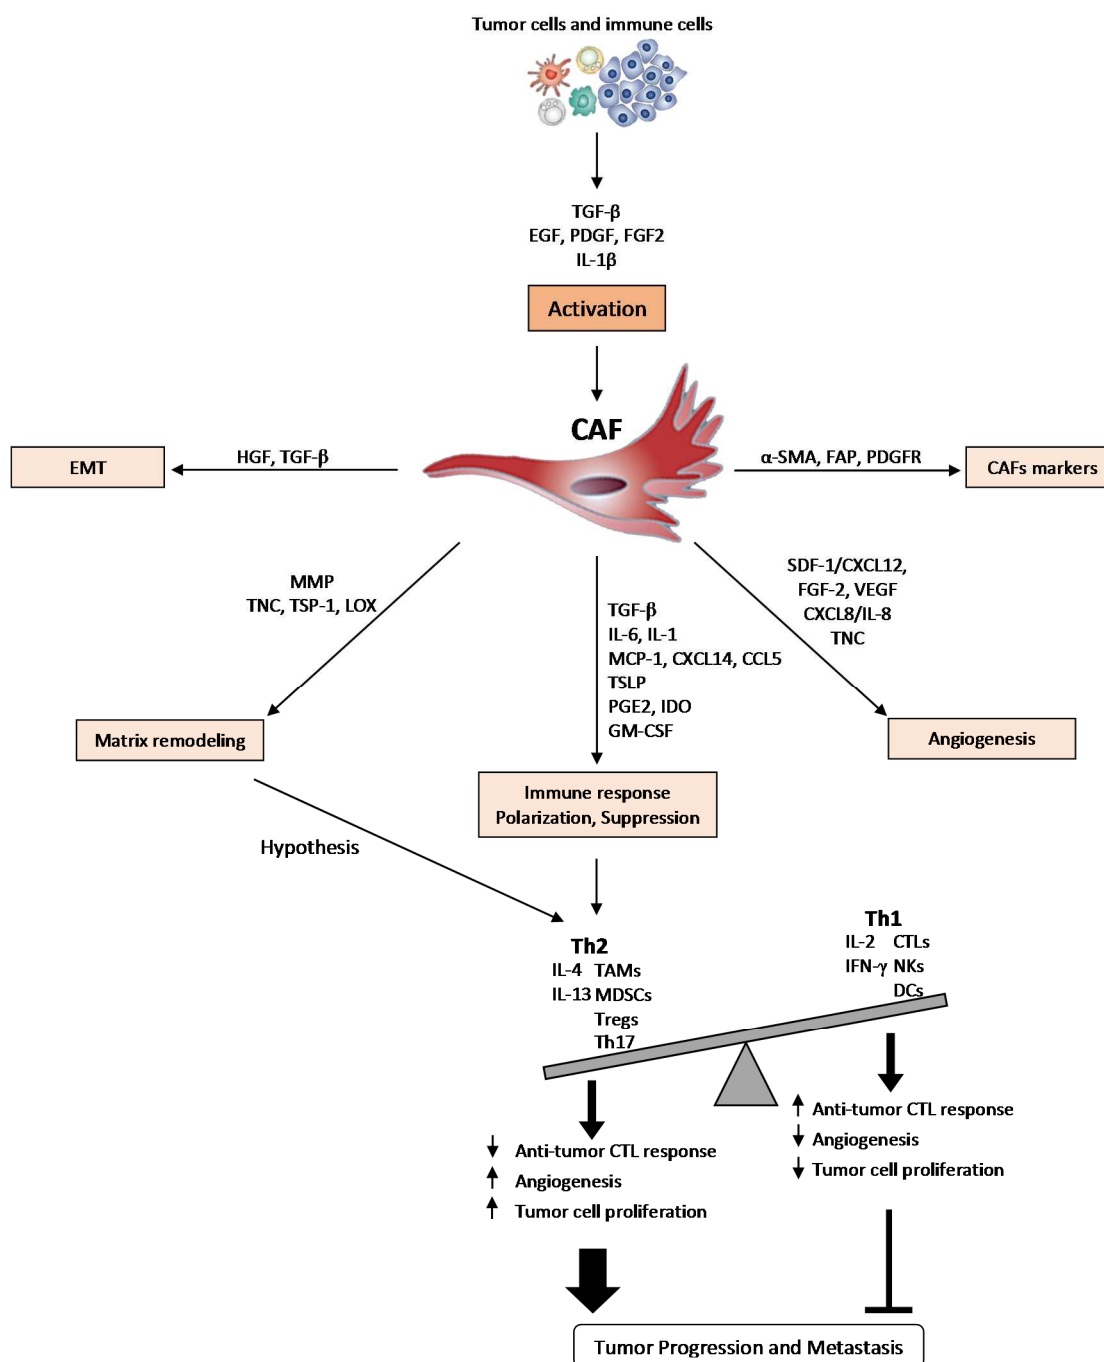 Tumor cells and immune cells
TGF-β
EGF, PDGF, FGF2
IL-1β
Activation
CAF
EMT
HGF, TGF-β
α-SMA, FAP, PDGFR
CAFs markers
MMP
TNC, TSP-1, LOX
TGF-β
IL-6, IL-1
MCP-1, CXCL14, CCL5
TSLP
PGE2, IDO
GM-CSF
SDF-1/CXCL12,
FGF-2, VEGF
CXCL8/IL-8
TNC
Matrix remodeling
Angiogenesis
Immune response
Polarization, Suppression
Hypothesis
Th2
IL-4 TAMs
IL-13 MDSCs
Tregs
Th17
Th1
IL-2 CTLs
IFN-γ NKs
DCs
↓ Anti-tumor CTL response
↑ Angiogenesis
↑ Tumor cell proliferation
↑ Anti-tumor CTL response
↓ Angiogenesis
↓ Tumor cell proliferation
Tumor Progression and Metastasis